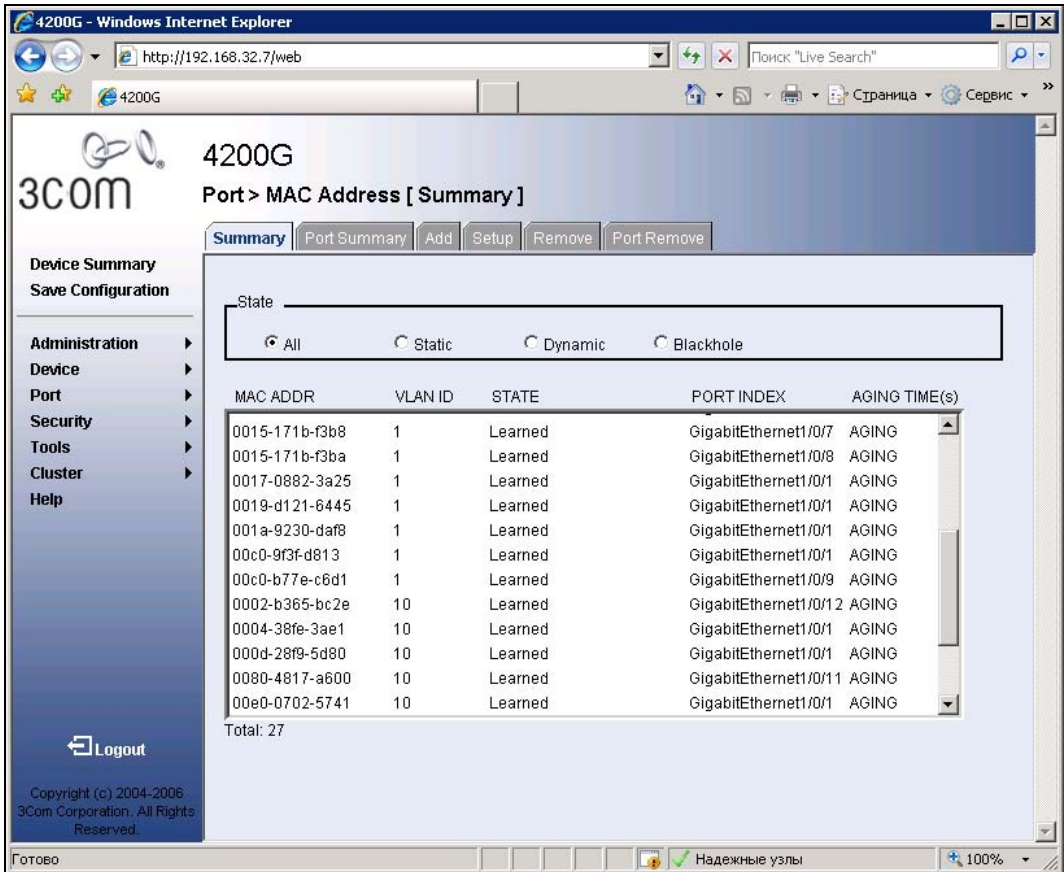 4200G - Windows Internet Explorer
http://192.168.32.7/web
Поиск "Live Search"
4200G
Страница
Сервис
3COM
4200G
Port > MAC Address [ Summary ]
Summary Port Summary Add Setup Remove Port Remove
Device Summary
Save Configuration
Administration
Device
Port
Security
Tools
Cluster
Help
Logout
Copyright (c) 2004-2006
3Com Corporation. All Rights
Reserved.
State
All Static Dynamic Blackhole
MAC ADDR VLAN ID STATE PORT INDEX AGING TIME(s)
0015-171b-f3b8 1 Learned GigabitEthernet1/0/7 AGING
0015-171b-f3ba 1 Learned GigabitEthernet1/0/8 AGING
0017-0882-3a25 1 Learned GigabitEthernet1/0/1 AGING
0019-d121-6445 1 Learned GigabitEthernet1/0/1 AGING
001a-9230-daf8 1 Learned GigabitEthernet1/0/1 AGING
00c0-9f3f-d813 1 Learned GigabitEthernet1/0/1 AGING
00c0-b77e-c6d1 1 Learned GigabitEthernet1/0/9 AGING
0002-b365-bc2e 10 Learned GigabitEthernet1/0/12 AGING
0004-38fe-3ae1 10 Learned GigabitEthernet1/0/1 AGING
000d-28f9-5d80 10 Learned GigabitEthernet1/0/1 AGING
0080-4817-a600 10 Learned GigabitEthernet1/0/11 AGING
00e0-0702-5741 10 Learned GigabitEthernet1/0/1 AGING
Total: 27
Готово
Надежные узлы
100%